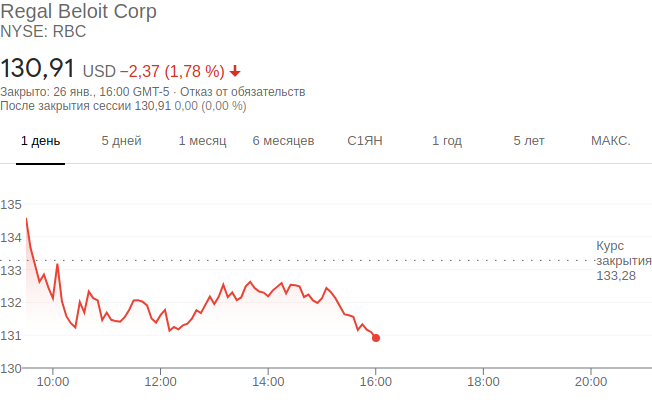 Regal Beloit Corp
NYSE: RBC
130,91 USD −2,37 (1,78 %)
Закрыто: 26 янв., 16:00 GMT-5 · Отказ от обязательств
После закрытия сессии 130,91 0,00 (0,00 %)
1 день 5 дней 1 месяц 6 месяцев С1ЯН 1 год 5 лет МАКС.
135
134
Курс
закрытия
133,28
133
132
131
130
10:00 12:00 14:00 16:00 18:00 20:00